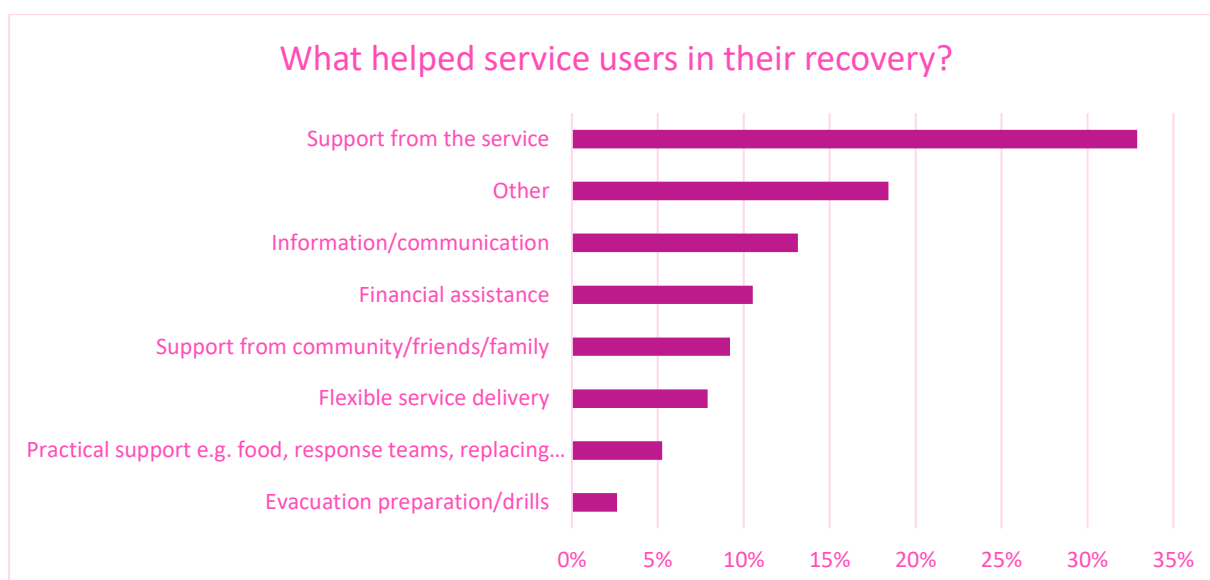 What helped service users in their recovery?
Support from the service
Other
Information/communication
Financial assistance
Support from community/friends/family
Flexible service delivery
Practical support e.g. food, response teams, replacing...
Evacuation preparation/drills
0% 5% 10% 15% 20% 25% 30% 35%